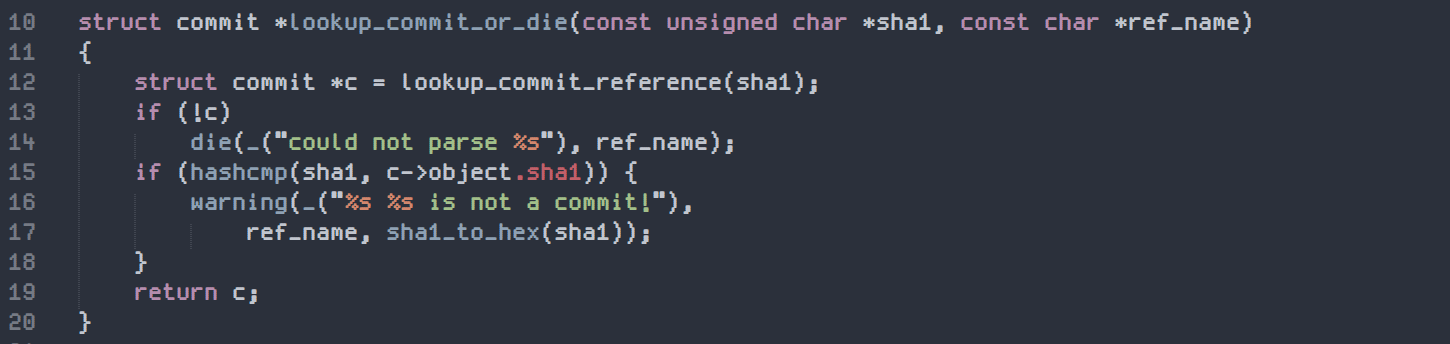 10 struct commit *lookup_commit_or_die(const unsigned char *sha1, const char *ref_name)
11 {
12     struct commit *c = lookup_commit_reference(sha1);
13     if (!c)
14         die(_("could not parse %s"), ref_name);
15     if (hashcmp(sha1, c->object.sha1)) {
16         warning(_("%s %s is not a commit!"),
17             ref_name, sha1_to_hex(sha1));
18     }
19     return c;
20 }